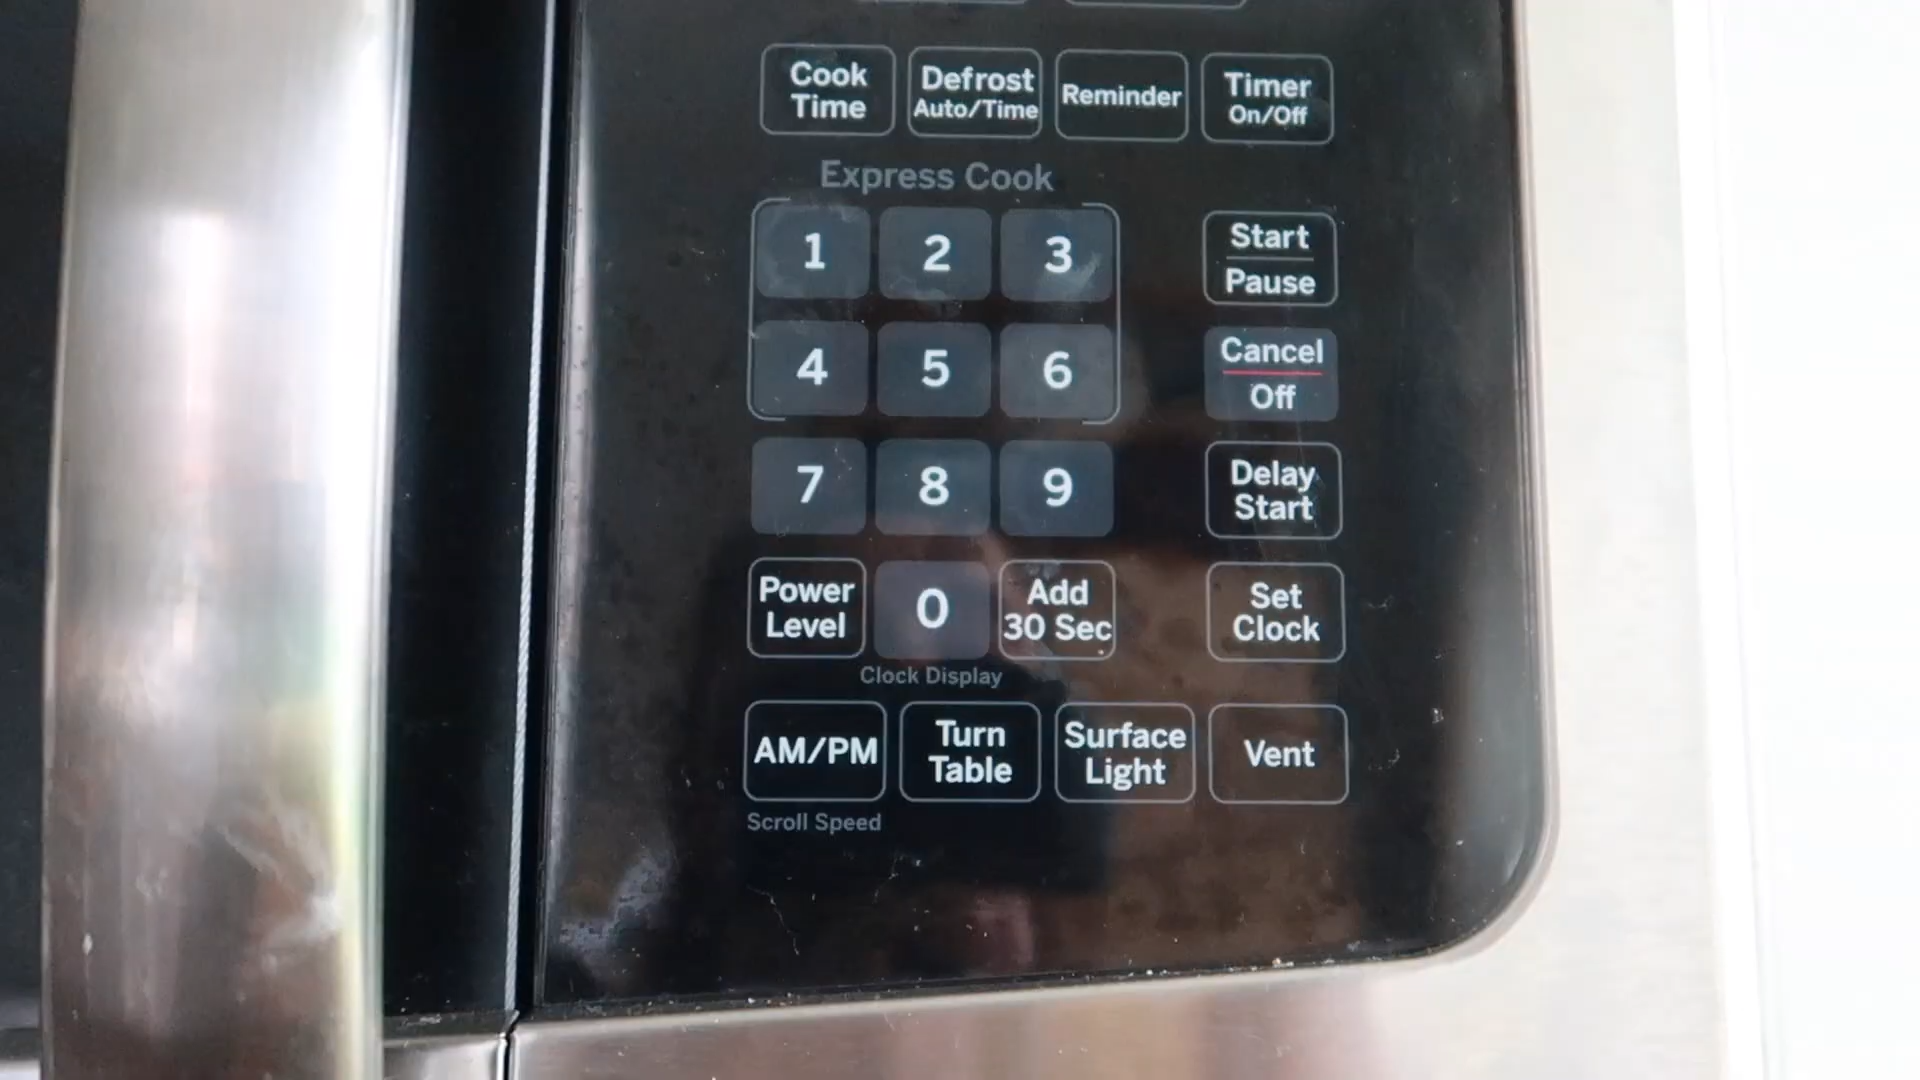 Cook
Time
Defrost
Auto/Time
Reminder
Timer
On/Off
Express Cook
1
2
3
Start
Pause
4
5
6
Cancel
Off
7
8
9
Delay
Start
Power
Level
0
Add
30 Sec
Set
Clock
Clock Display
AM/PM
Turn
Table
Surface
Light
Vent
Scroll Speed